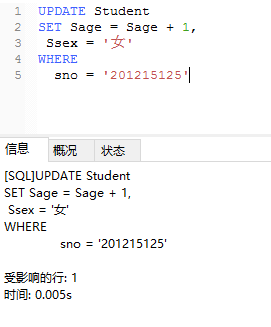 1 UPDATE Student
2 SET Sage = Sage + 1,
3 Ssex = '女'
4 WHERE
5 sno = '201215125'
信息 概况 状态
[SQL]UPDATE Student
SET Sage = Sage + 1,
Ssex = '女'
WHERE
sno = '201215125'
受影响的行: 1
时间: 0.005s